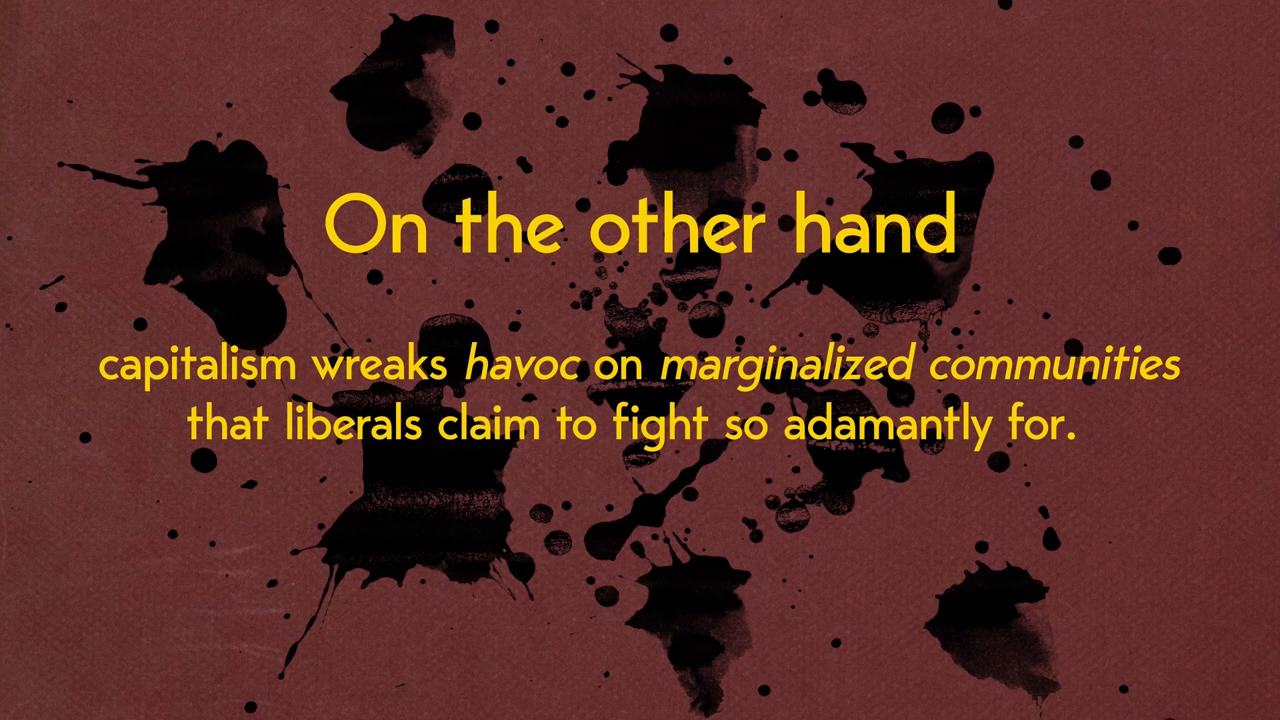 On the other hand
capitalism wreaks havoc on marginalized communities
that liberals claim to fight so adamantly for.